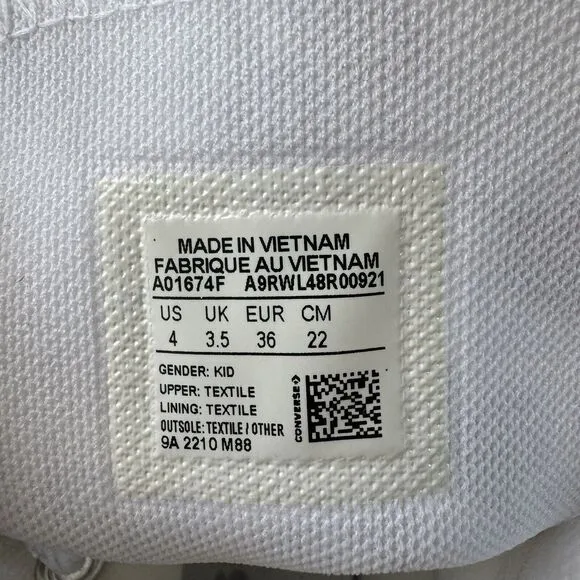 MADE IN VIETNAM
FABRIQUE AU VIETNAM
A01674F A9RWL48R00921
US UK EUR CM
4 3.5 36 22
GENDER: KID
UPPER: TEXTILE
LINING: TEXTILE
OUTSOLE: TEXTILE / OTHER
9A 2210 M88
CONVERSE